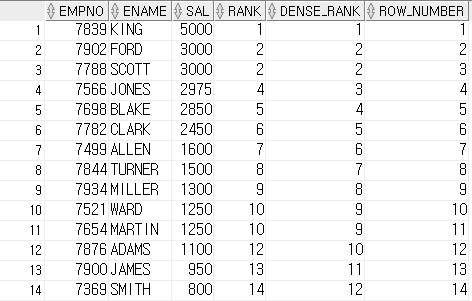 EMPNO ENAME SAL RANK DENSE_RANK ROW_NUMBER
1 7839 KING 5000 1 1 1
2 7902 FORD 3000 2 2 2
3 7788 SCOTT 3000 2 2 3
4 7566 JONES 2975 4 3 4
5 7698 BLAKE 2850 5 4 5
6 7782 CLARK 2450 6 5 6
7 7499 ALLEN 1600 7 6 7
8 7844 TURNER 1500 8 7 8
9 7934 MILLER 1300 9 8 9
10 7521 WARD 1250 10 9 10
11 7654 MARTIN 1250 10 9 11
12 7876 ADAMS 1100 12 10 12
13 7900 JAMES 950 13 11 13
14 7369 SMITH 800 14 12 14